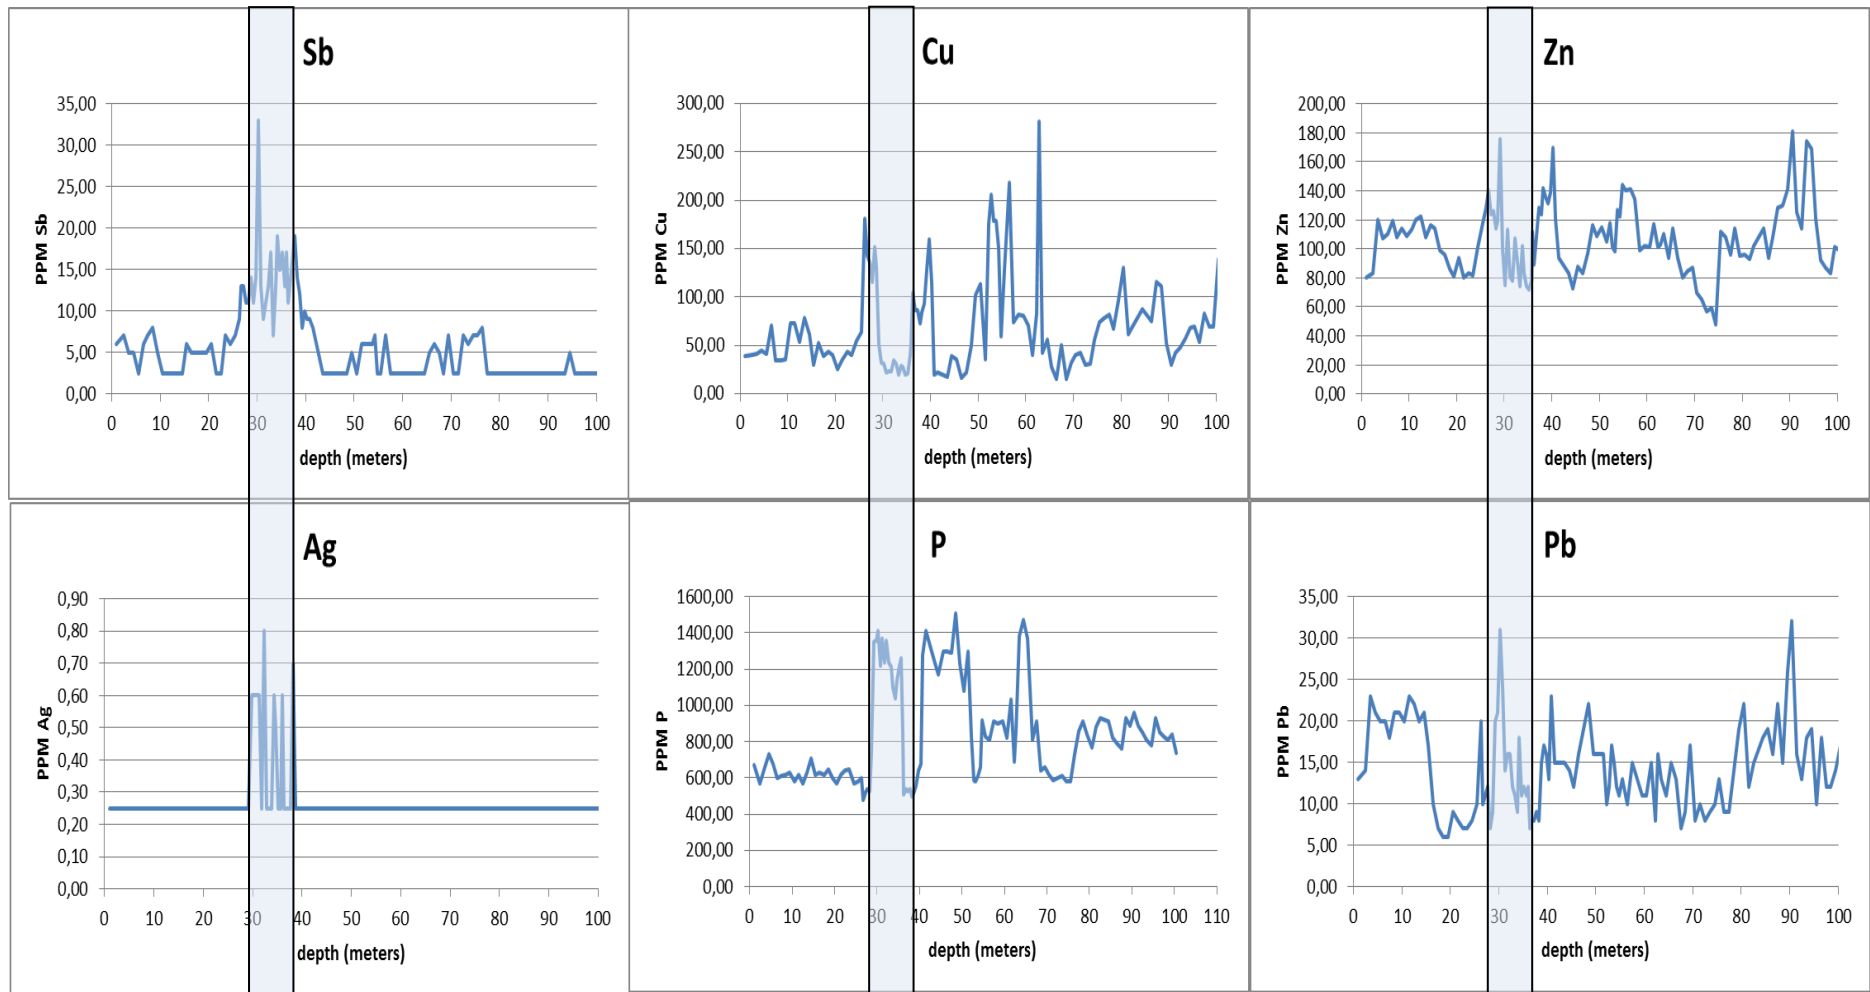 Sb
35,00
30,00
25,00
20,00
15,00
10,00
5,00
0,00
PPM Sb
0 10 20 30 40 50 60 70 80 90 100
depth (meters)
Cu
300,00
250,00
200,00
150,00
100,00
50,00
0,00
PPM Cu
0 10 20 30 40 50 60 70 80 90 100
depth (meters)
Zn
200,00
180,00
160,00
140,00
120,00
100,00
80,00
60,00
40,00
20,00
0,00
PPM Zn
0 10 20 30 40 50 60 70 80 90 100
depth (meters)
Ag
0,90
0,80
0,70
0,60
0,50
0,40
0,30
0,20
0,10
0,00
PPM Ag
0 10 20 30 40 50 60 70 80 90 100
depth (meters)
P
1600,00
1400,00
1200,00
1000,00
800,00
600,00
400,00
200,00
0,00
PPM P
0 10 20 30 40 50 60 70 80 90 100 110
depth (meters)
Pb
35,00
30,00
25,00
20,00
15,00
10,00
5,00
0,00
PPM Pb
0 10 20 30 40 50 60 70 80 90 100
depth (meters)